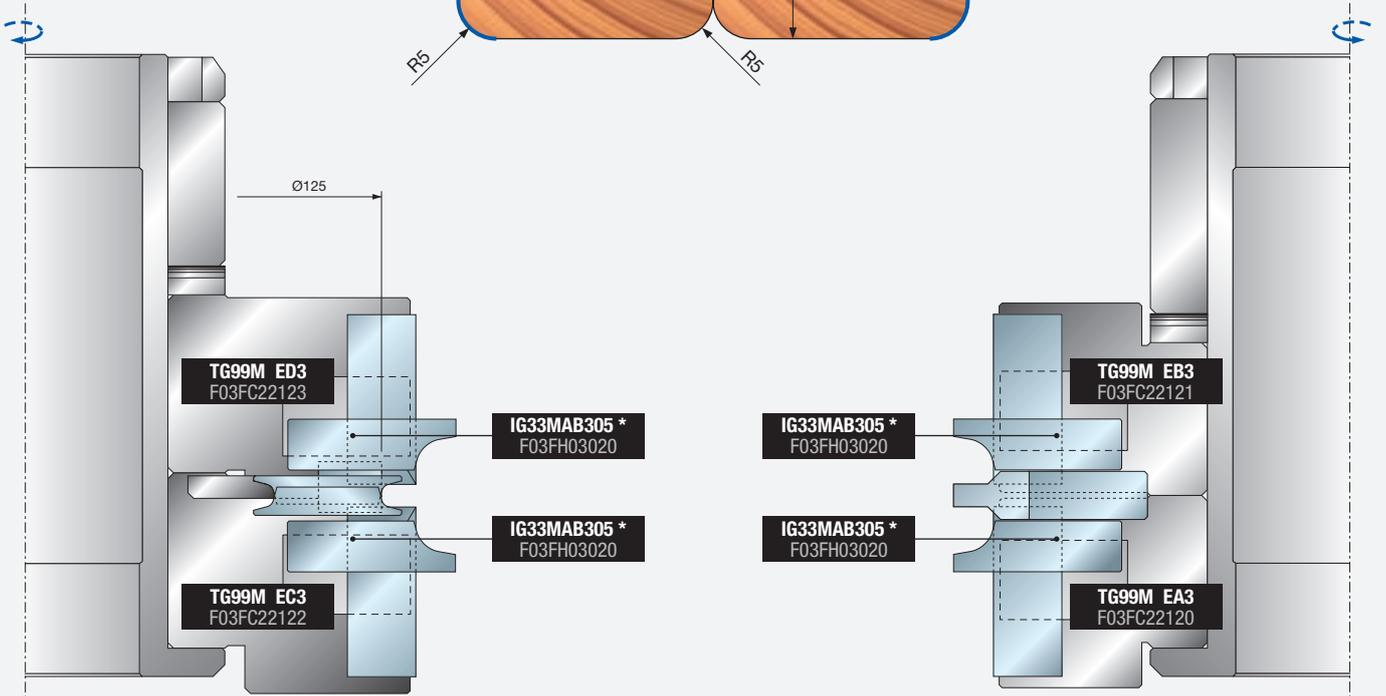 R5
R5
Ø125
TG99M ED3
F03FC22123
TG99M EB3
F03FC22121
IG33MAB305 *
F03FH03020
IG33MAB305 *
F03FH03020
IG33MAB305 *
F03FH03020
IG33MAB305 *
F03FH03020
TG99M EC3
F03FC22122
TG99M EA3
F03FC22120